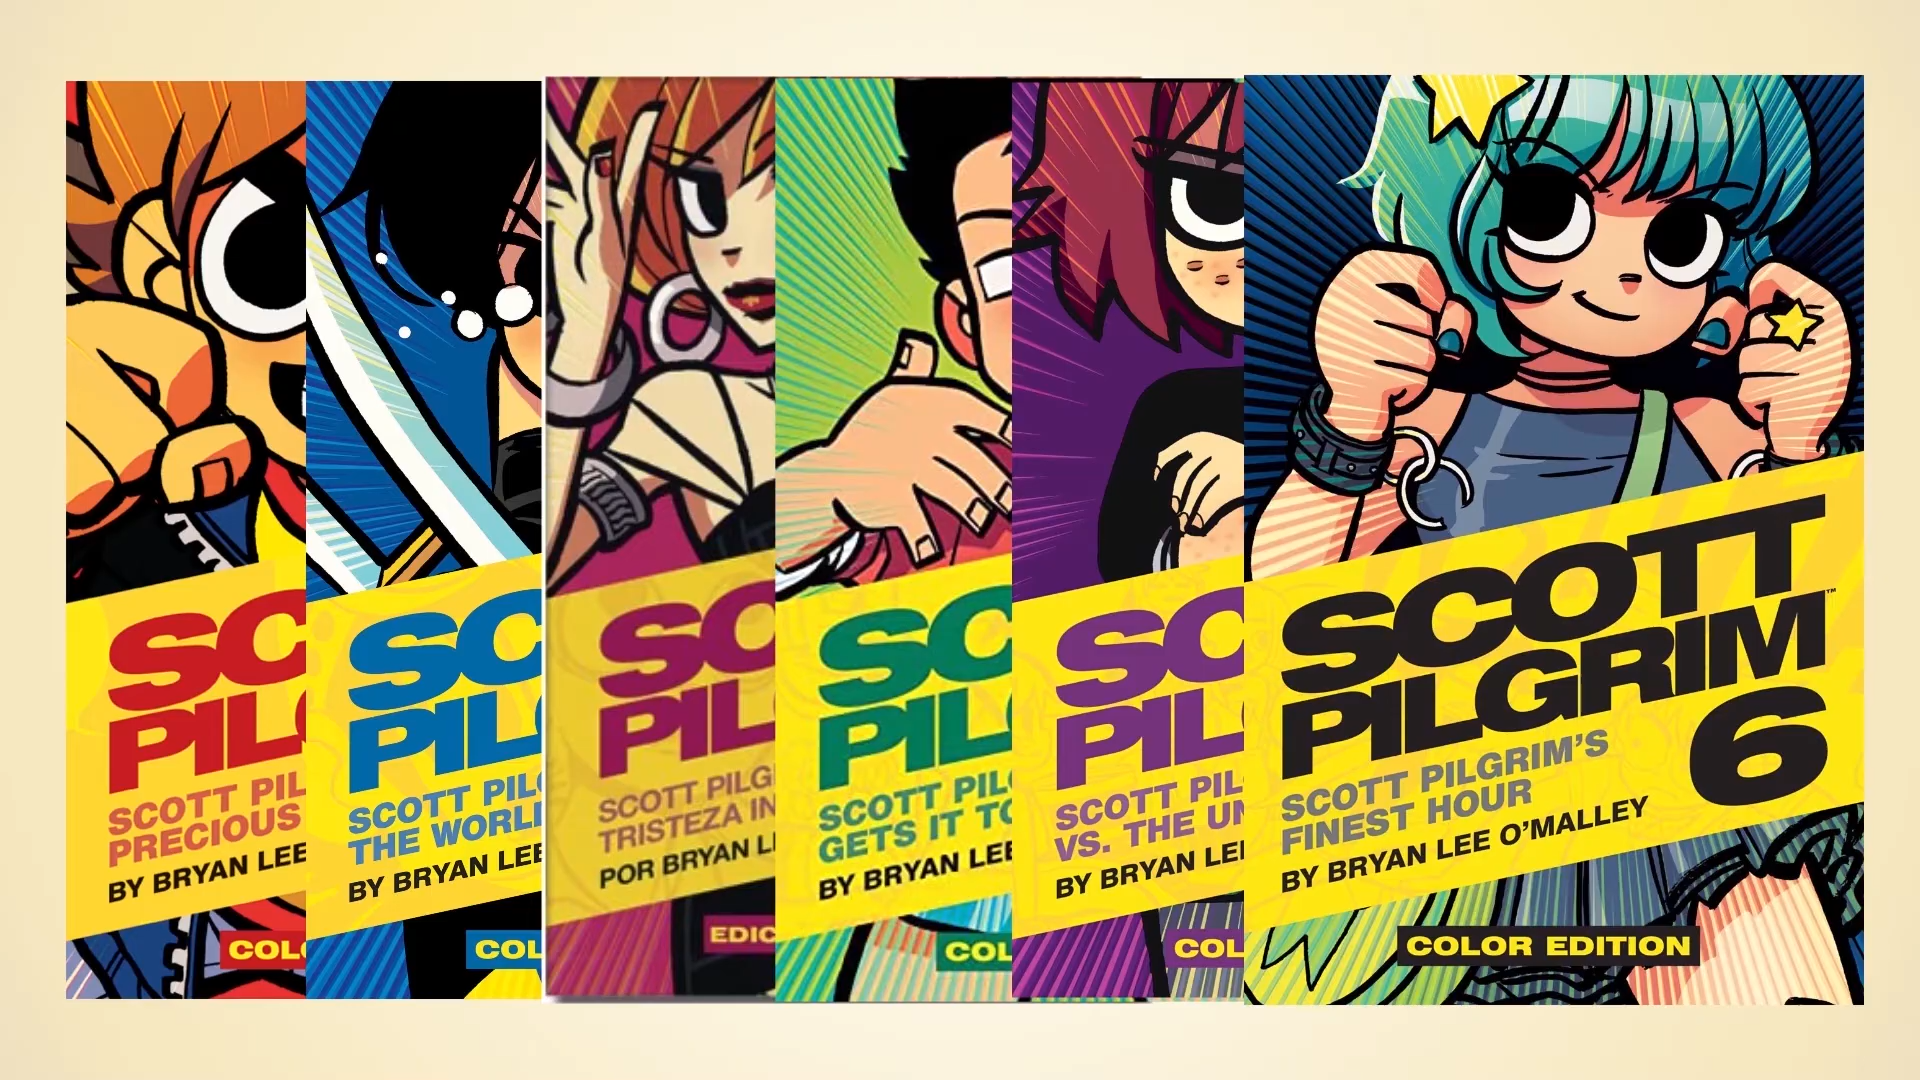 SC
PIL
SCOTT PIL
PRECIOUS
BY BRYAN LEE
COL
SC
PIL
SCOTT PIL
THE WORL
BY BRYAN LEE
COL
SC
PIL
SCOTT PILG
TRISTEZA IN
POR BRYAN L
EDIC
SC
PIL
SCOTT PIL
GETS IT TO
BY BRYAN LEE
COL
SC
PIL
SCOTT PIL
VS. THE UN
BY BRYAN LEE
COL
SCOTT
PILGRIM™
6
SCOTT PILGRIM'S
FINEST HOUR
BY BRYAN LEE O'MALLEY
COLOR EDITION